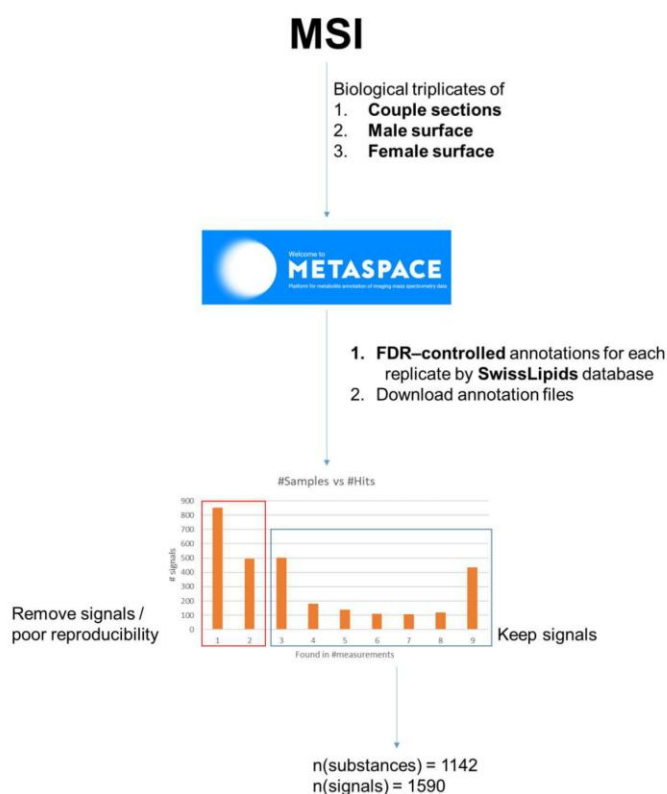 MSI
Biological triplicates of
1. Couple sections
2. Male surface
3. Female surface
Welcome to
METASPACE
Platform for metabolite annotation of imaging mass spectrometry data
1. FDR–controlled annotations for each
replicate by SwissLipids database
2. Download annotation files
#Samples vs #Hits
900
800
700
600
500
400
300
200
100
0
# signals
1 2 3 4 5 6 7 8 9
Found in #measurements
Remove signals /
poor reproducibility
Keep signals
n(substances) = 1142
n(signals) = 1590